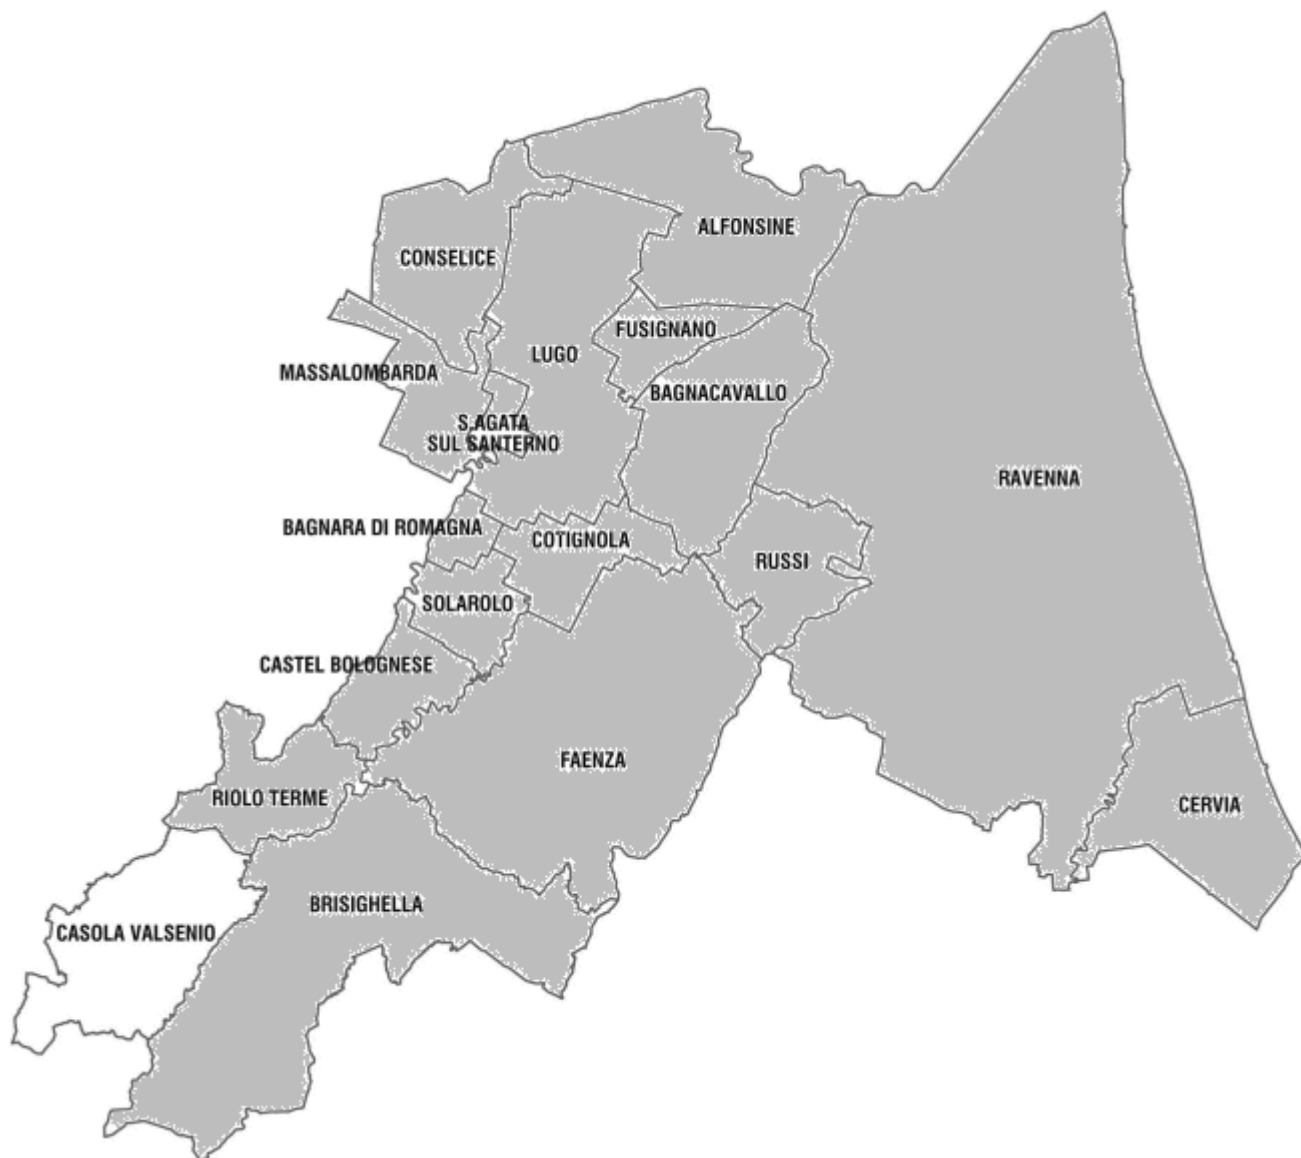 ALFONSINE
CONSELICE
FUSIGNANO
LUGO
MASSALOMBARDA
BAGNACAVALLO
S.AGATA
SUL SANTERNO
RAVENNA
BAGNARA DI ROMAGNA
COTIGNOLA
RUSSI
SOLAROLO
CASTEL BOLOGNESE
FAENZA
RIOLO TERME
CERVIA
BRISIGHELLA
CASOLA VALSENIO